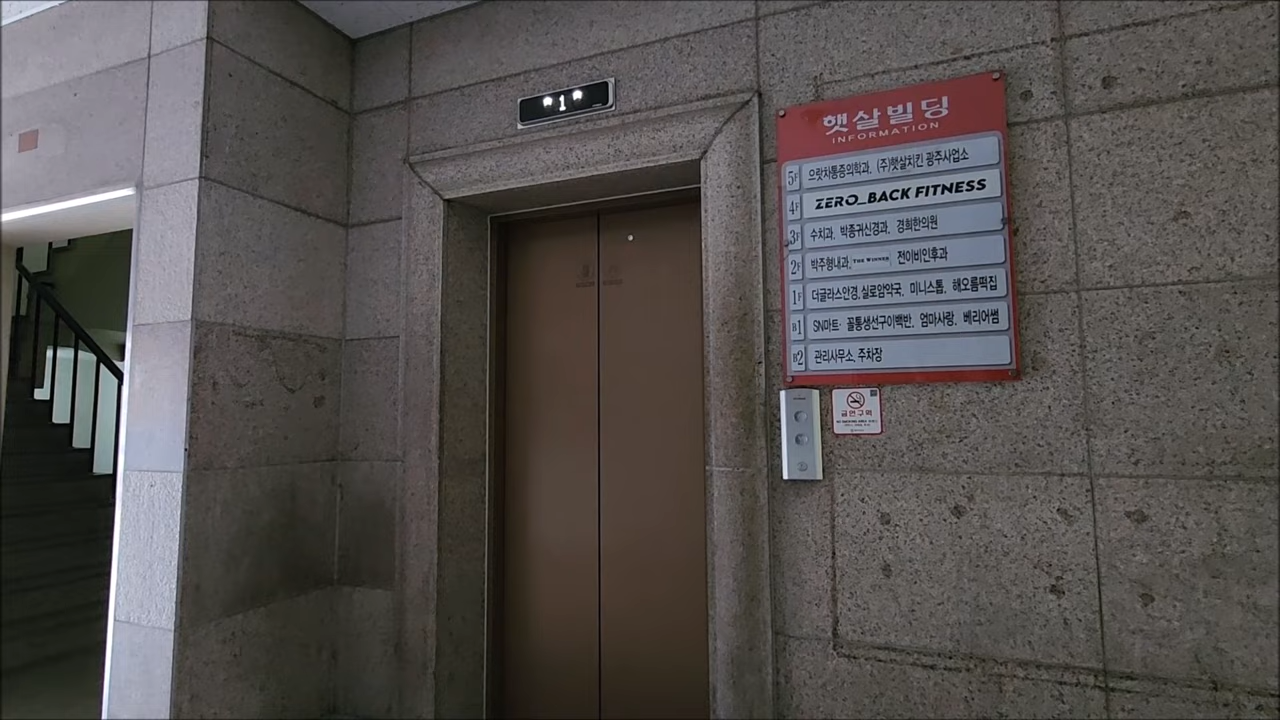 1
햇살빌딩
INFORMATION
5F 으랏차통증의학과, (주)햇살치킨 광주사업소
4F ZERO_BACK FITNESS
3F 수치과, 박종귀신경과, 경희한의원
2F 박주형내과, THE WINNER 전이비인후과
1F 더글라스안경, 실로암약국, 미니스톱, 해오름떡집
B1 SN마트· 꼴통생선구이백반, 엄마사랑, 베리어썸
B2 관리사무소, 주차장
금연구역